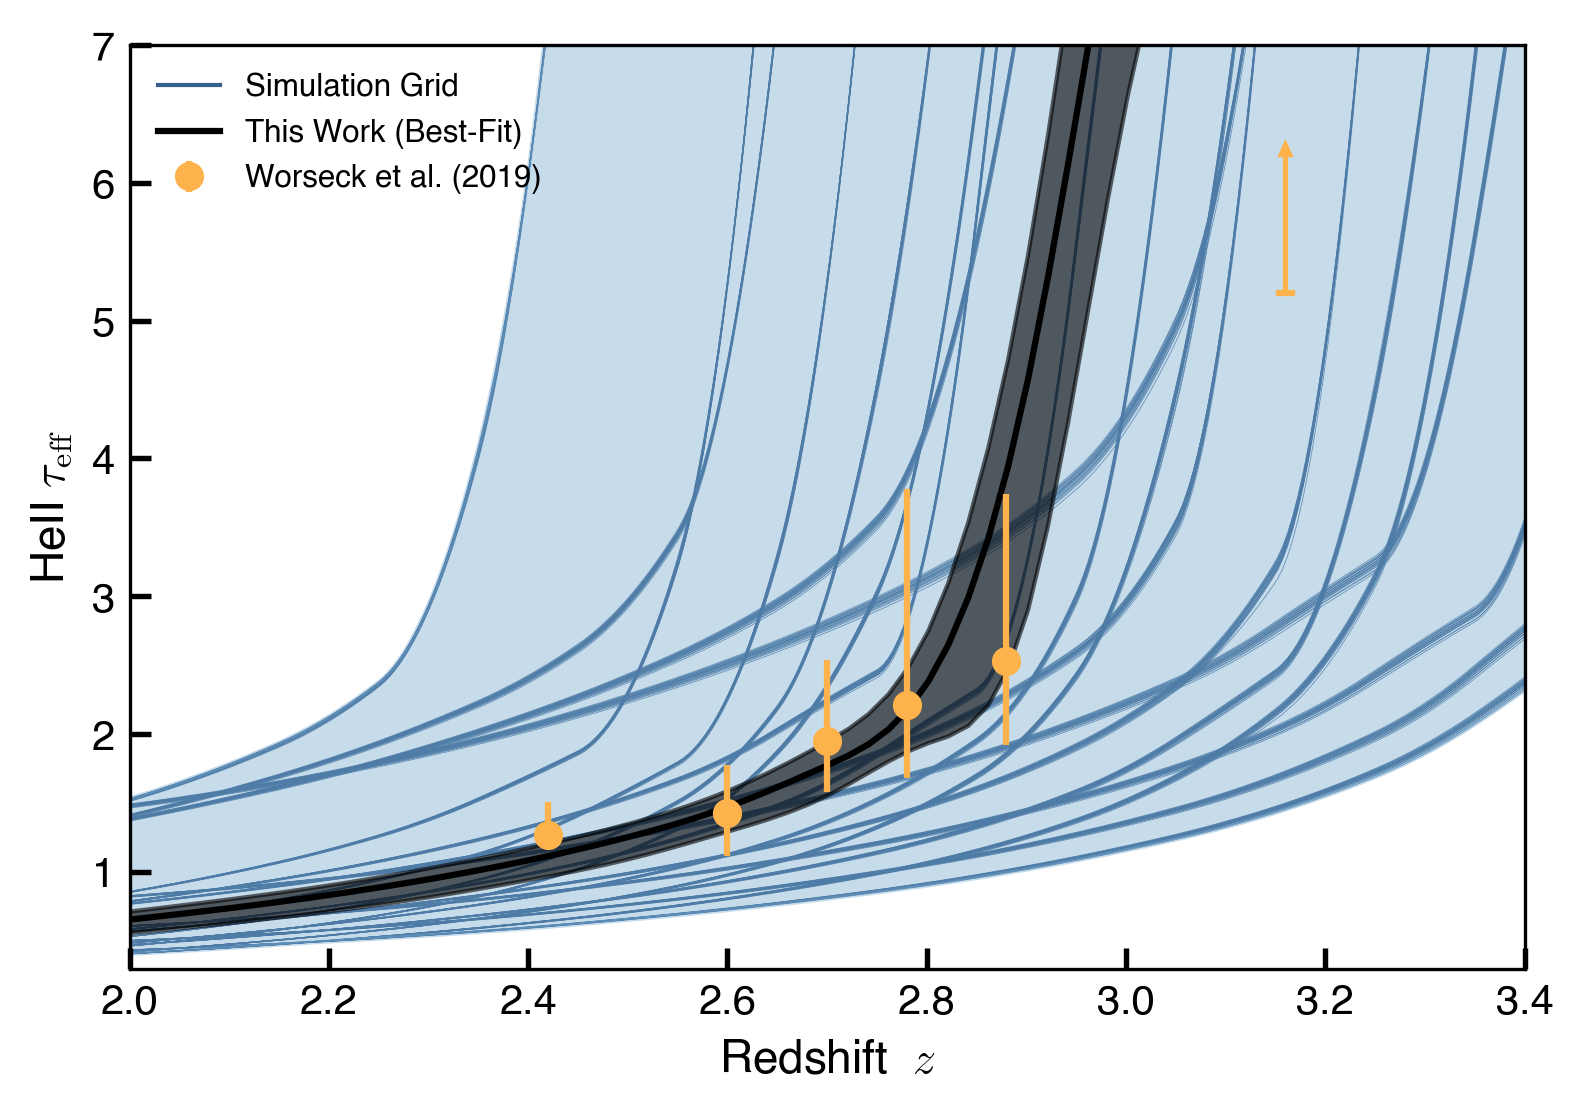 7
6
5
4
3
2
1
HeII τeff
Simulation Grid
This Work (Best-Fit)
Worseck et al. (2019)
2.0 2.2 2.4 2.6 2.8 3.0 3.2 3.4
Redshift z